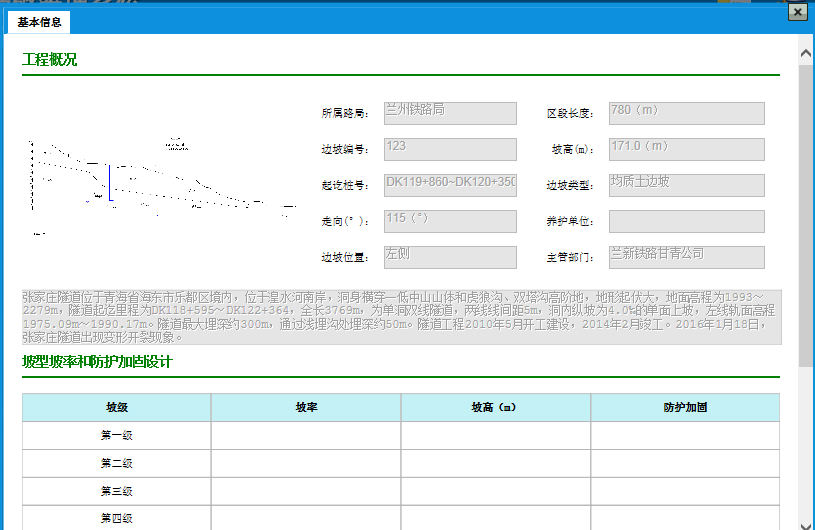 基本信息
工程概况
所属路局： 兰州铁路局 区段长度： 780（m）
边坡编号： 123 坡高(m)： 171.0（m）
起讫桩号： DK119+860~DK120+350 边坡类型： 均质土边坡
走向(°)： 115（°） 养护单位：
边坡位置： 左侧 主管部门： 兰新铁路甘青公司
张家庄隧道位于青海省海东市乐都区境内，位于湟水河南岸，洞身横穿一低中山山体和虎狼沟、双塔沟高阶地，地形起伏大，地面高程为1993～
2279m，隧道起讫里程为DK118+595~DK122+364，全长3769m，为单洞双线隧道，两线线间距5m，洞内纵坡为4.0‰的单面上坡，左线轨面高程
1975.09m～1990.17m。隧道最大埋深约300m，通过浅埋沟处埋深约50m。隧道工程2010年5月开工建设，2014年2月竣工。2016年1月18日，
张家庄隧道出现变形开裂现象。
坡型坡率和防护加固设计
坡级 坡率 坡高（m） 防护加固
第一级
第二级
第三级
第四级